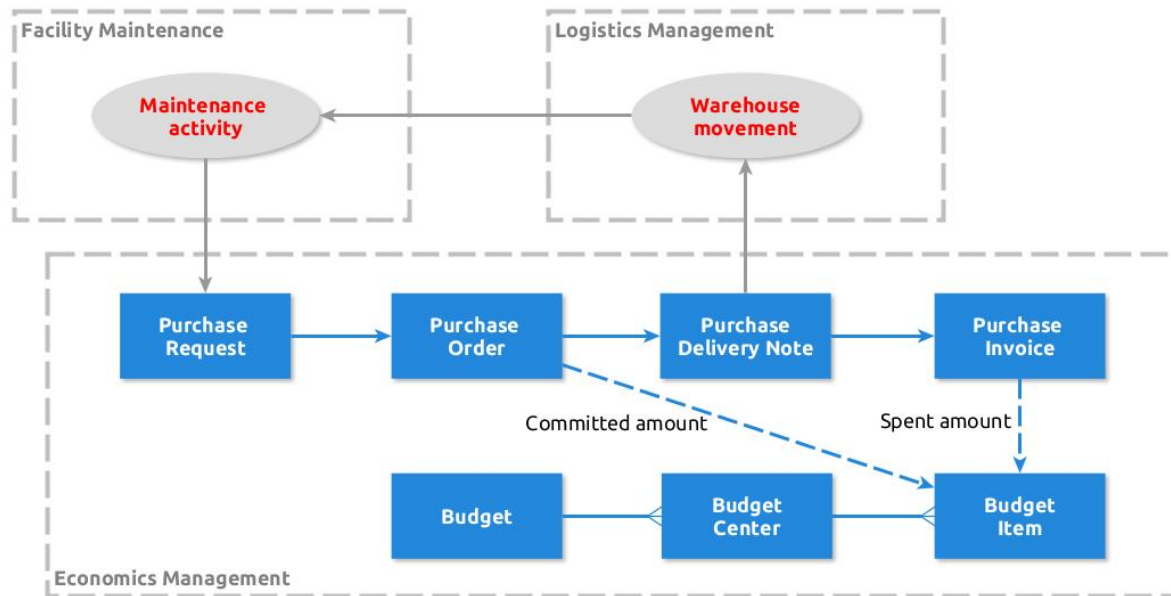 Facility Maintenance
Logistics Management
Maintenance
activity
Warehouse
movement
Purchase
Request
Purchase
Order
Purchase
Delivery Note
Purchase
Invoice
Committed amount
Spent amount
Budget
Budget
Center
Budget
Item
Economics Management